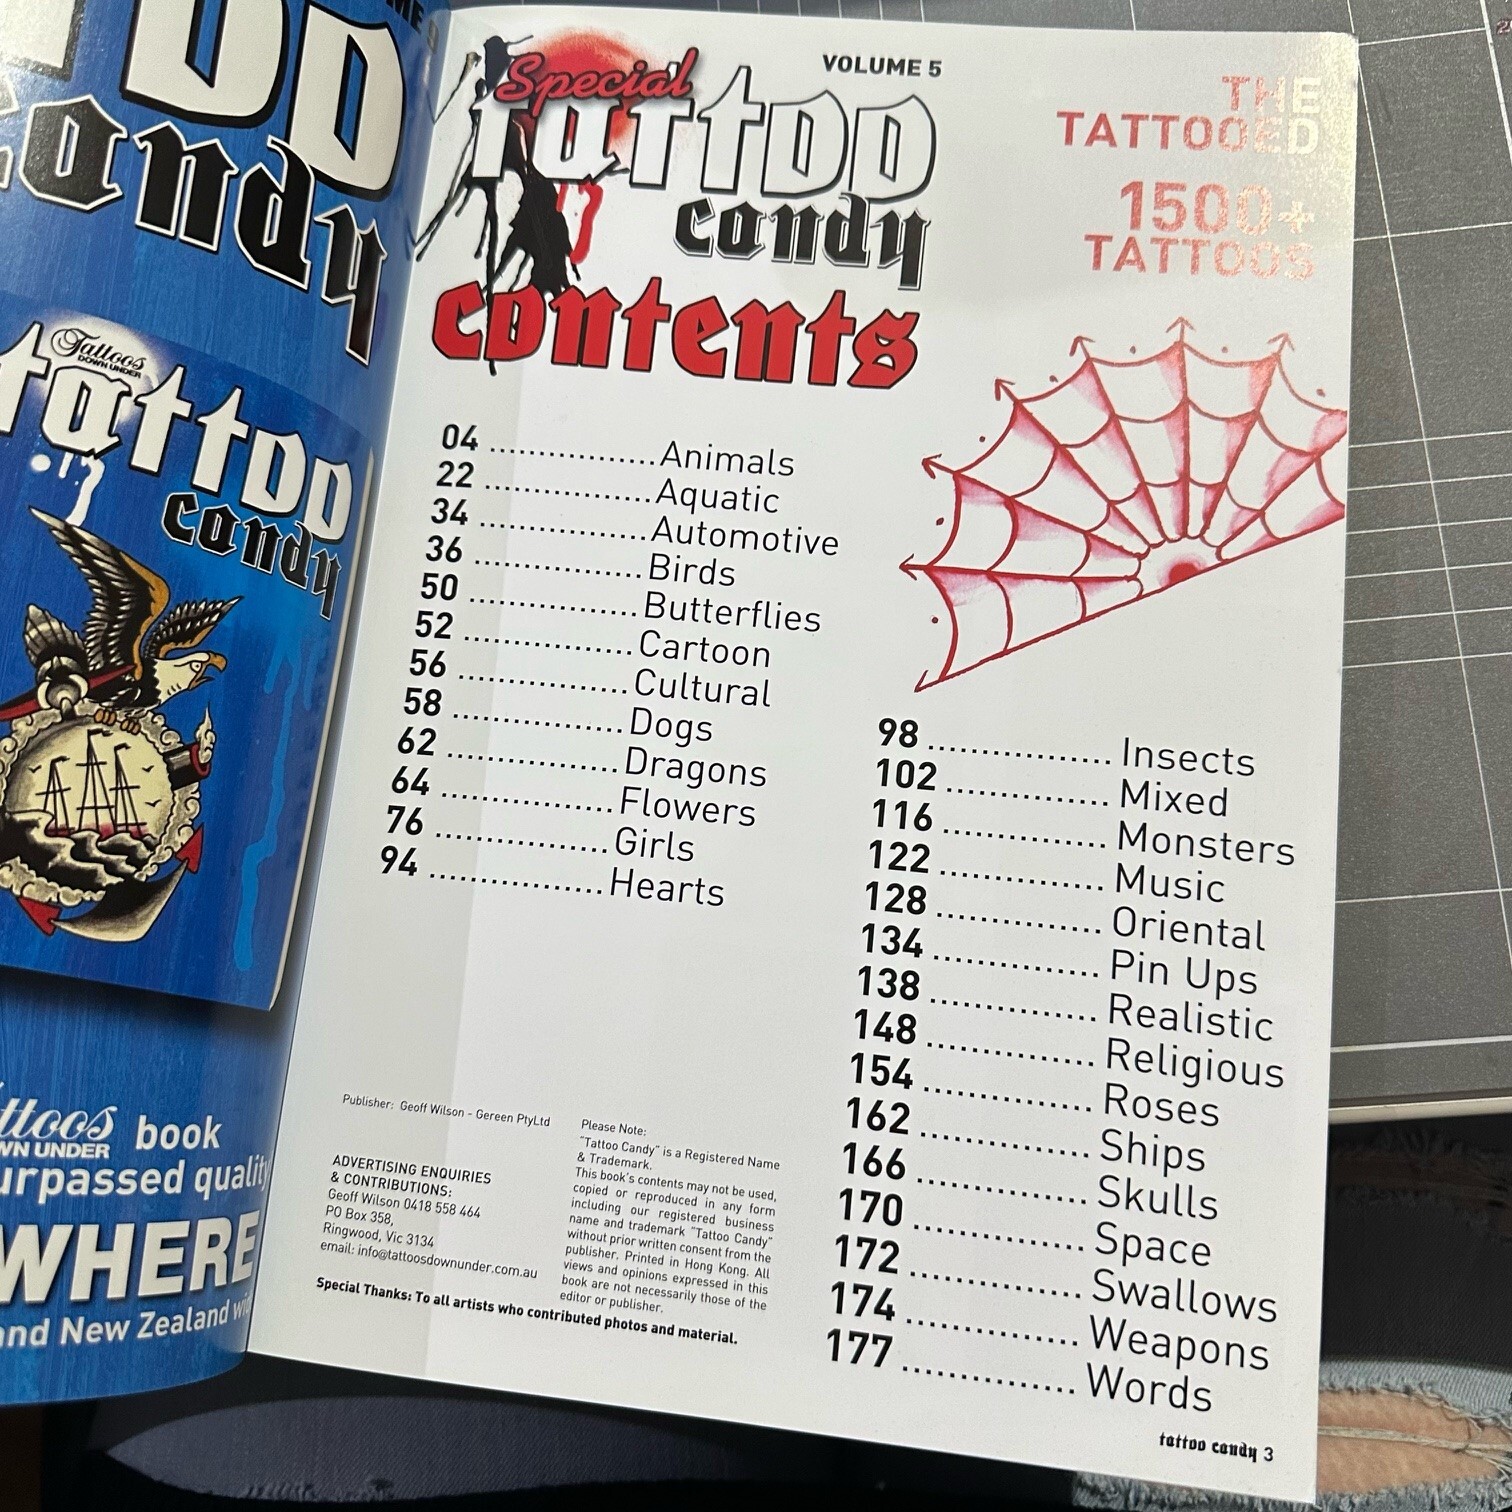 TOO
candy
Tattoos
DOWN UNDER
tattoo
candy
book
WN UNDER
urpassed quality
WHERE
and New Zealand
Special
tattoo
candy
contents
VOLUME 5
THE
TATTOOED
1500+
TATTOOS
04 ................Animals
22 ................Aquatic
34 ................Automotive
36 ................Birds
50 ................Butterflies
52 ................Cartoon
56 ................Cultural
58 ................Dogs
62 ................Dragons
64 ................Flowers
76 ................Girls
94 ................Hearts
98 ................Insects
102 ...............Mixed
116 ...............Monsters
122 ...............Music
128 ...............Oriental
134 ...............Pin Ups
138 ...............Realistic
148 ...............Religious
154 ...............Roses
162 ...............Ships
166 ...............Skulls
170 ...............Space
172 ...............Swallows
174 ...............Weapons
177 ...............Words
Publisher: Geoff Wilson - Gereen PtyLtd
ADVERTISING ENQUIRIES
& CONTRIBUTIONS:
Geoff Wilson 0418 558 464
PO Box 358,
Ringwood, Vic 3134
email: info@tattoosdownunder.com.au
Please Note:
"Tattoo Candy" is a Registered Name
& Trademark.
This book's contents may not be used,
copied or reproduced in any form
including our registered business
name and trademark "Tattoo Candy"
without prior written consent from the
publisher. Printed in Hong Kong. All
views and opinions expressed in this
book are not necessarily those of the
editor or publisher.
Special Thanks: To all artists who contributed photos and material.
tattoo candy 3